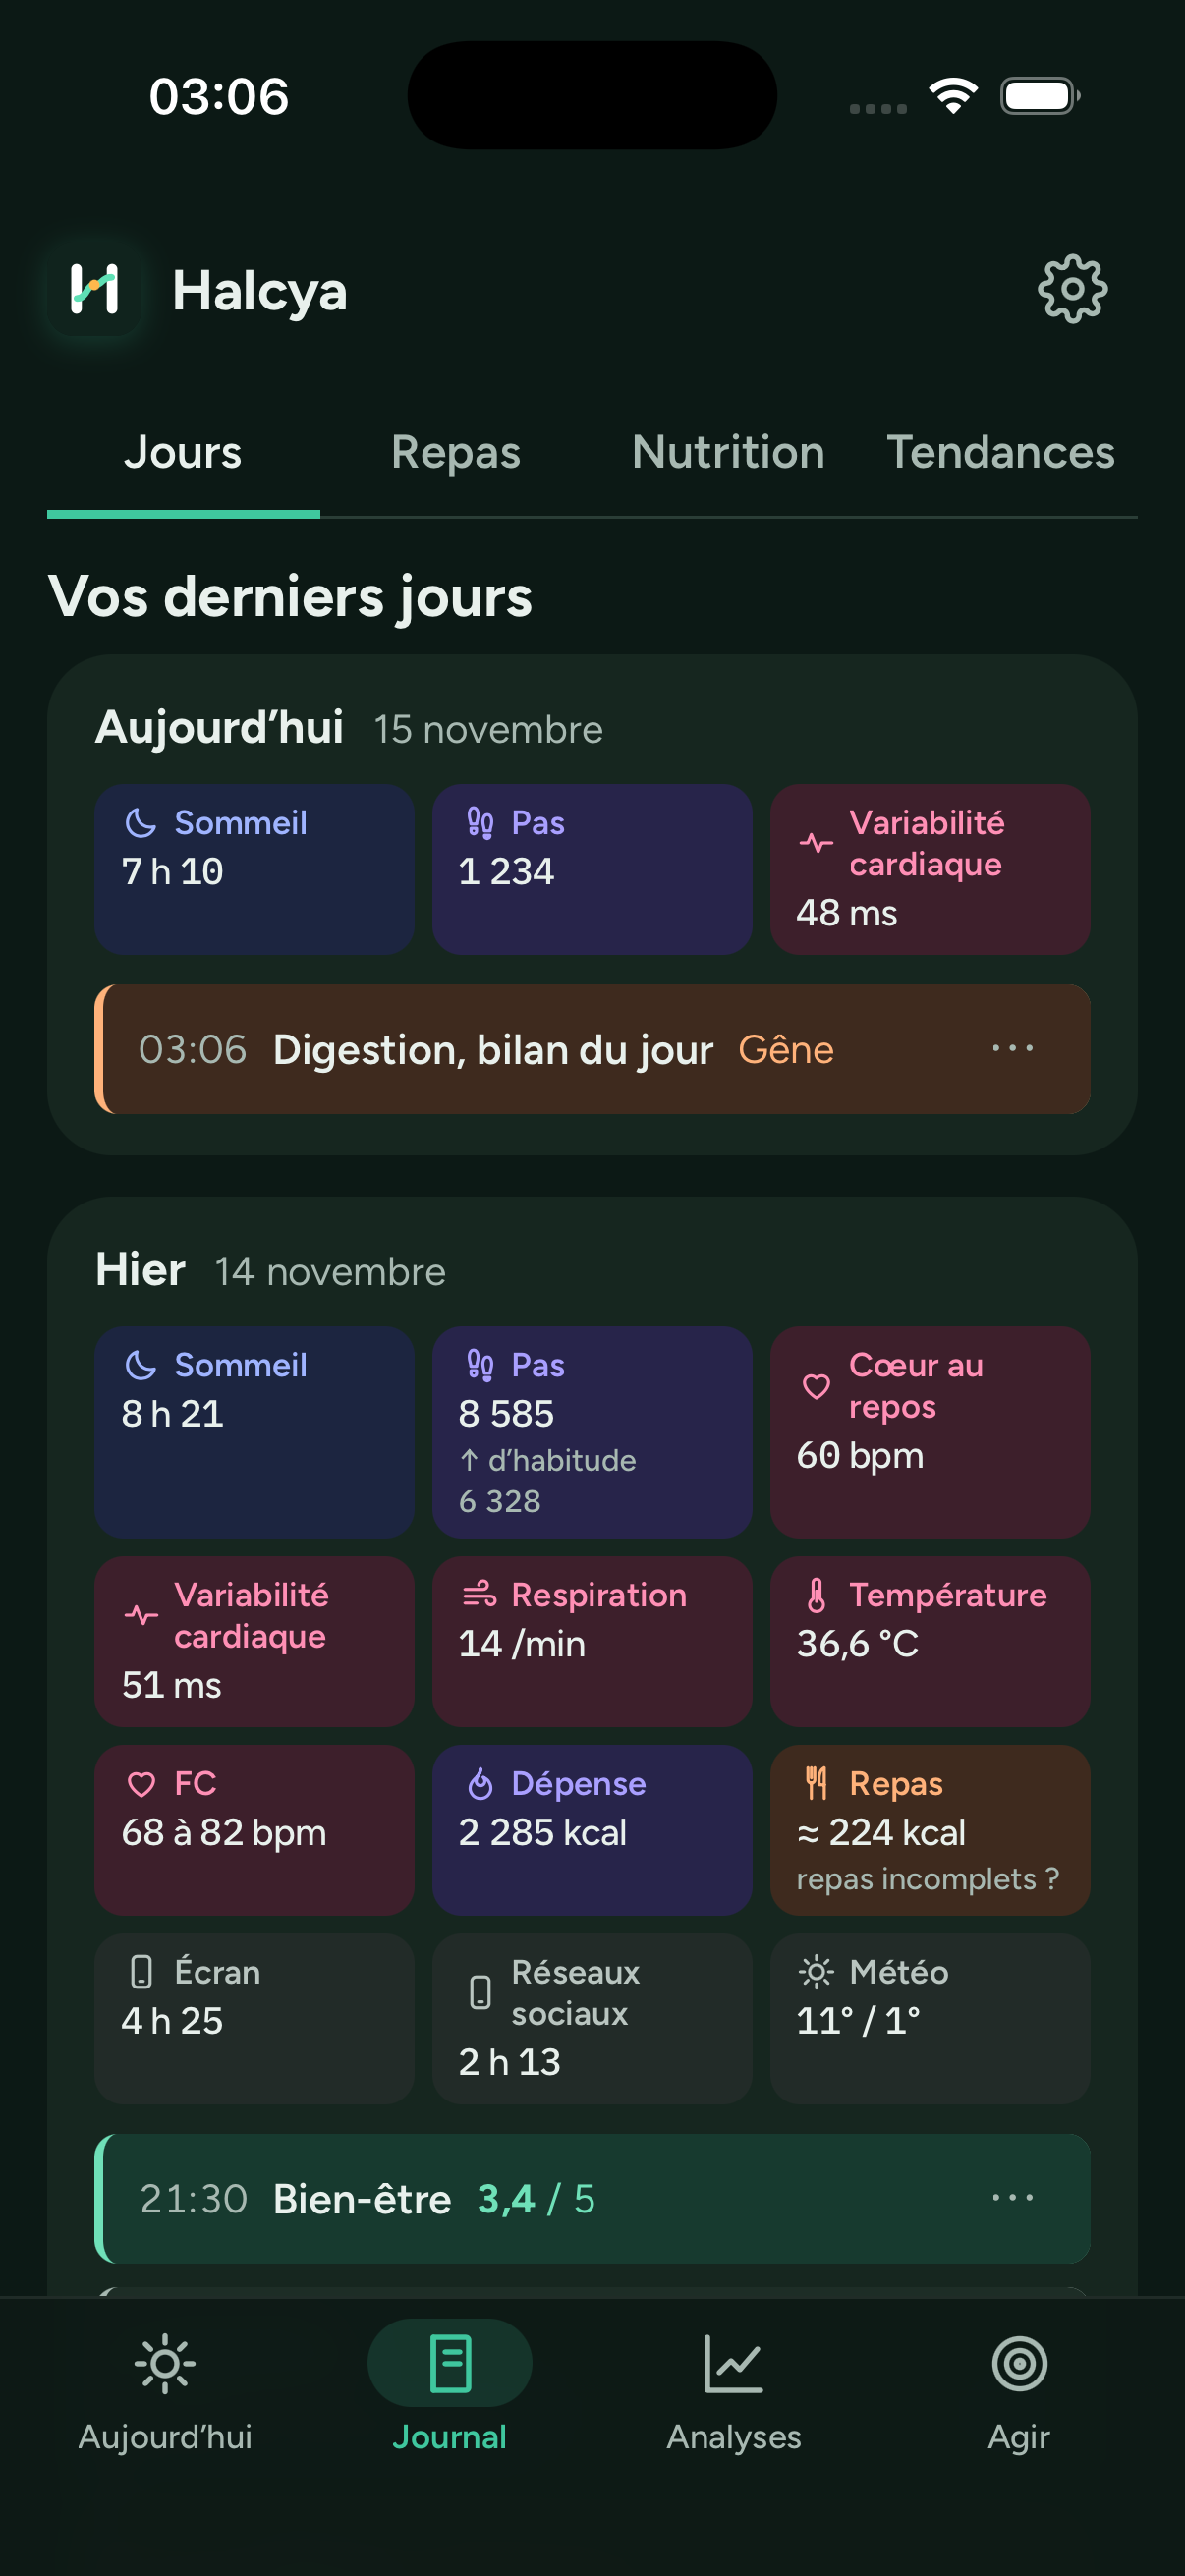 03:06
Halcya
Jours Repas Nutrition Tendances
Vos derniers jours
Aujourd’hui 15 novembre
Sommeil
7 h 10
Pas
1 234
Variabilité
cardiaque
48 ms
03:06 Digestion, bilan du jour Gêne ···
Hier 14 novembre
Sommeil
8 h 21
Pas
8 585
↑ d’habitude
6 328
Cœur au
repos
60 bpm
Variabilité
cardiaque
51 ms
Respiration
14 /min
Température
36,6 °C
FC
68 à 82 bpm
Dépense
2 285 kcal
Repas
≈ 224 kcal
repas incomplets ?
Écran
4 h 25
Réseaux
sociaux
2 h 13
Météo
11° / 1°
21:30 Bien-être 3,4 / 5 ···
Aujourd’hui Journal Analyses Agir